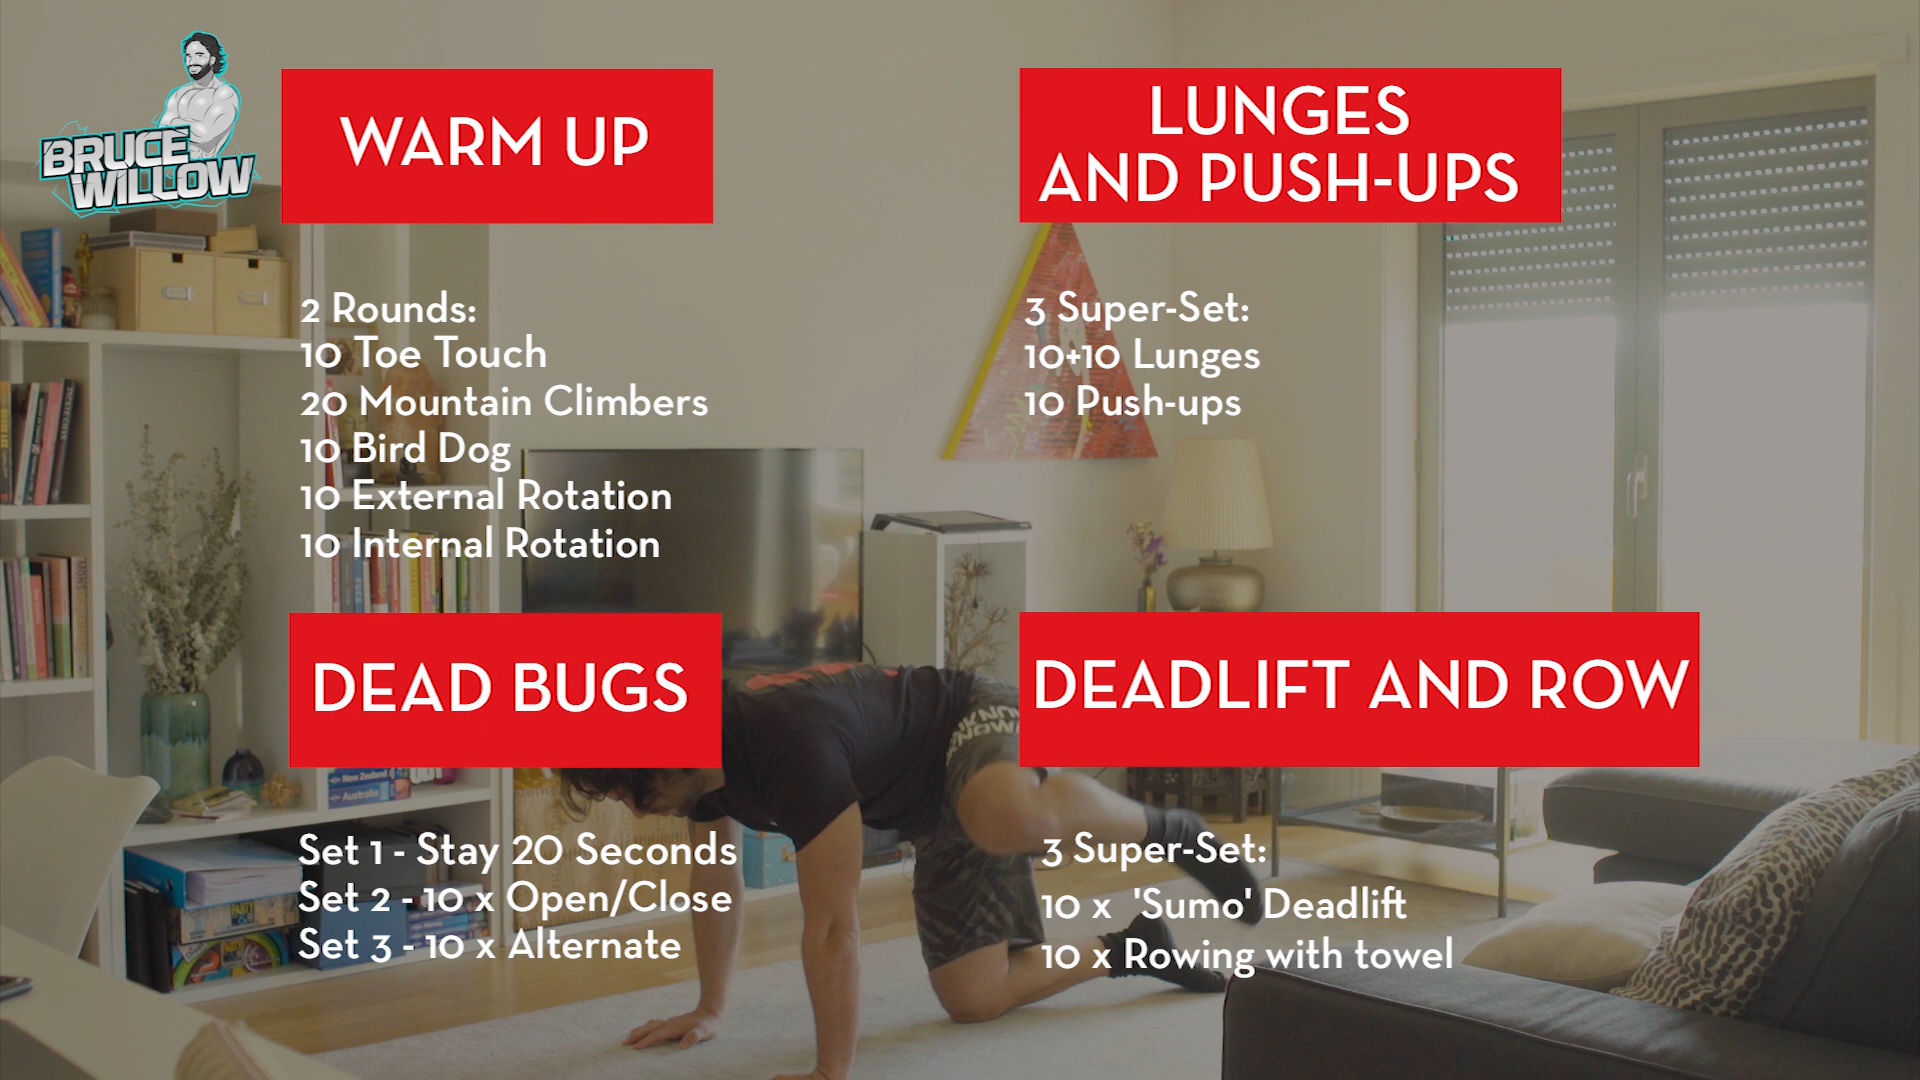 BRUCE
WILLOW
WARM UP
2 Rounds:
10 Toe Touch
20 Mountain Climbers
10 Bird Dog
10 External Rotation
10 Internal Rotation
LUNGES
AND PUSH-UPS
3 Super-Set:
10+10 Lunges
10 Push-ups
DEAD BUGS
Set 1 - Stay 20 Seconds
Set 2 - 10 x Open/Close
Set 3 - 10 x Alternate
DEADLIFT AND ROW
3 Super-Set:
10 x 'Sumo' Deadlift
10 x Rowing with towel
New Zealand
Australia